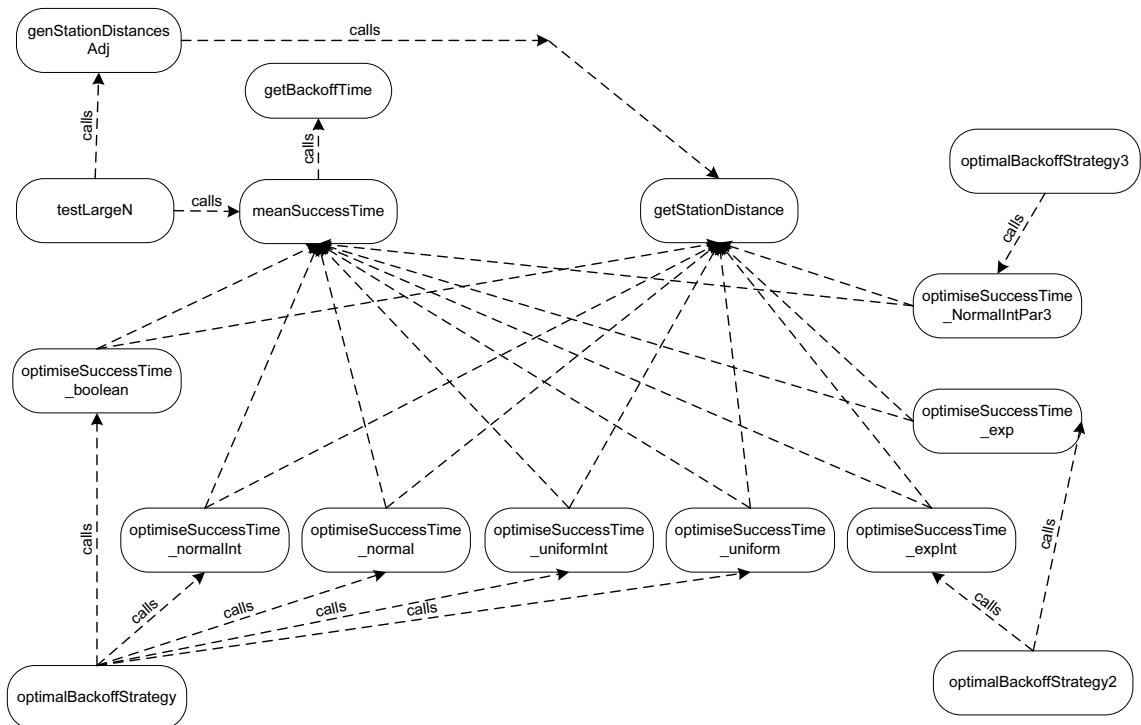 genStationDistances
Adj
calls
getBackoffTime
calls
calls
optimalBackoffStrategy3
testLargeN
calls
meanSuccessTime
getStationDistance
calls
optimiseSuccessTime
_NormalIntPar3
optimiseSuccessTime
_boolean
optimiseSuccessTime
_exp
optimiseSuccessTime
_normalInt
optimiseSuccessTime
_normal
optimiseSuccessTime
_uniformInt
optimiseSuccessTime
_uniform
optimiseSuccessTime
_expInt
calls
calls
calls
calls
calls
calls
calls
optimalBackoffStrategy
optimalBackoffStrategy2